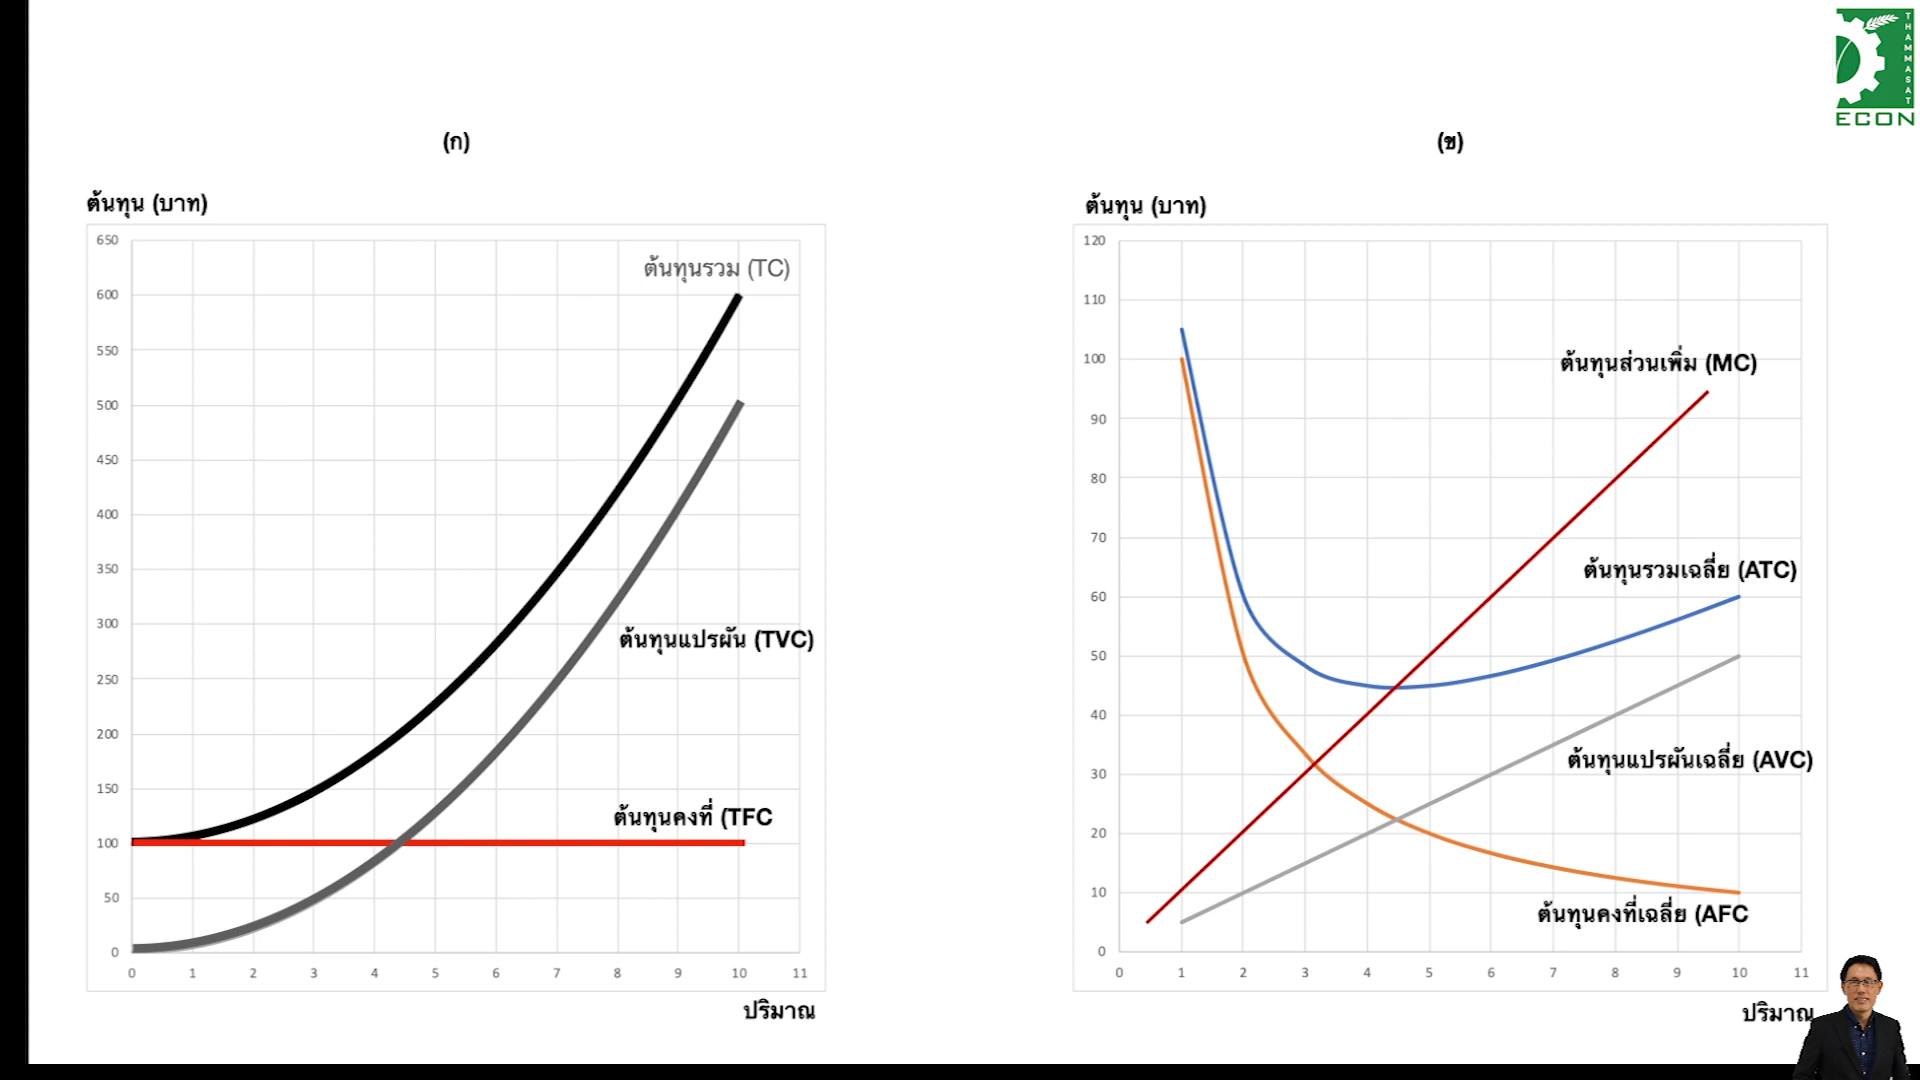 THAMMASAT
ECON
(ก)
ต้นทุน (บาท)
650
600
550
500
450
400
350
300
250
200
150
100
50
0
0 1 2 3 4 5 6 7 8 9 10 11
ต้นทุนรวม (TC)
ต้นทุนแปรผัน (TVC)
ต้นทุนคงที่ (TFC
ปริมาณ
(ข)
ต้นทุน (บาท)
120
110
100
90
80
70
60
50
40
30
20
10
0
0 1 2 3 4 5 6 7 8 9 10 11
ต้นทุนส่วนเพิ่ม (MC)
ต้นทุนรวมเฉลี่ย (ATC)
ต้นทุนแปรผันเฉลี่ย (AVC)
ต้นทุนคงที่เฉลี่ย (AFC
ปริมาณ